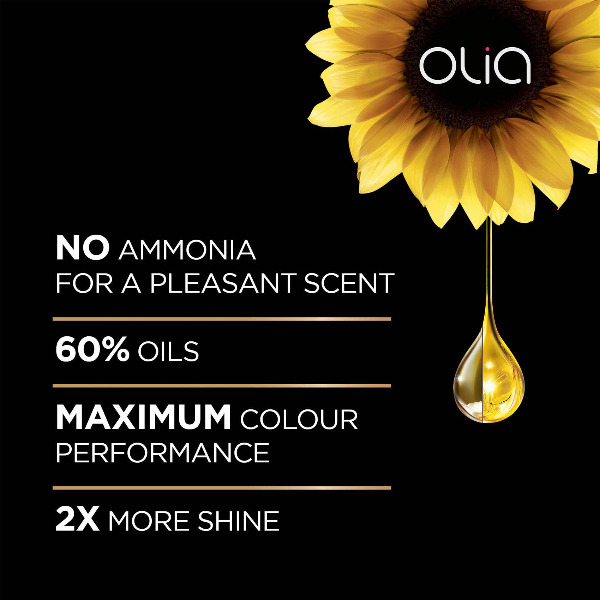 OLIA
NO AMMONIA
FOR A PLEASANT SCENT
60% OILS
MAXIMUM COLOUR
PERFORMANCE
2X MORE SHINE